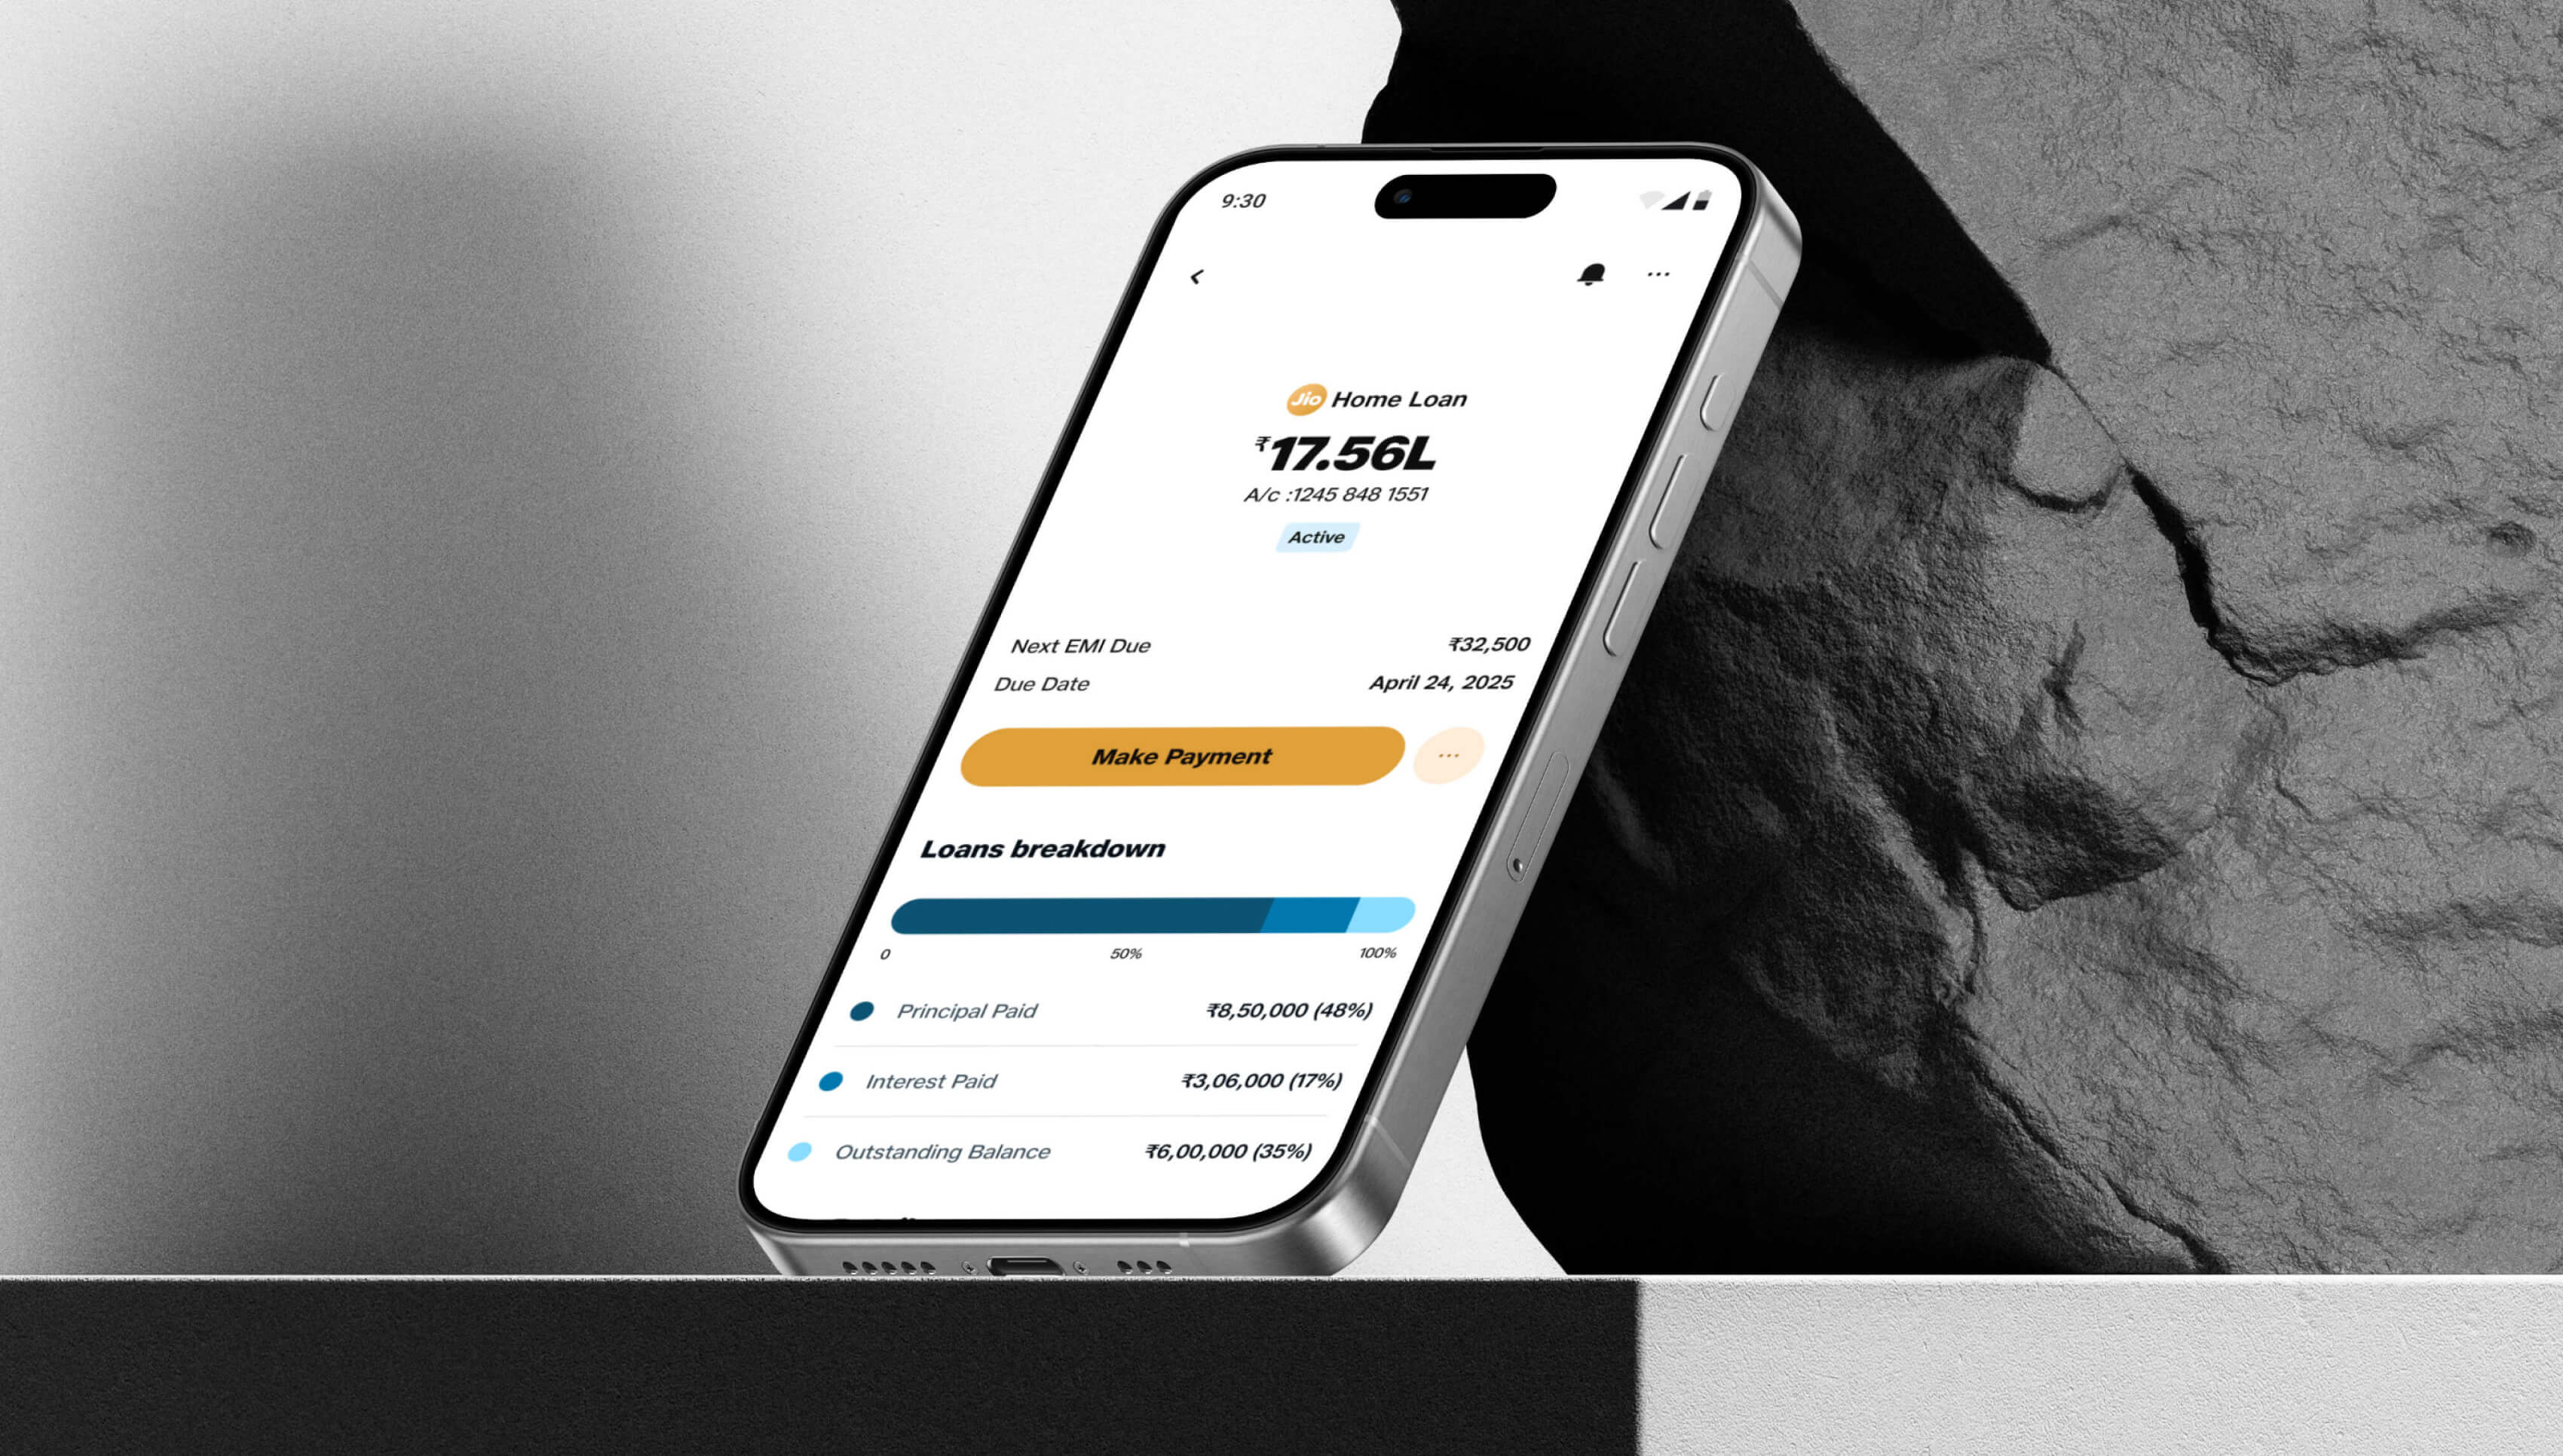 9:30
Jio Home Loan
₹17.56L
A/c :1245 848 1551
Active
Next EMI Due ₹32,500
Due Date April 24, 2025
Make Payment
Loans breakdown
0 50% 100%
Principal Paid ₹8,50,000 (48%)
Interest Paid ₹3,06,000 (17%)
Outstanding Balance ₹6,00,000 (35%)